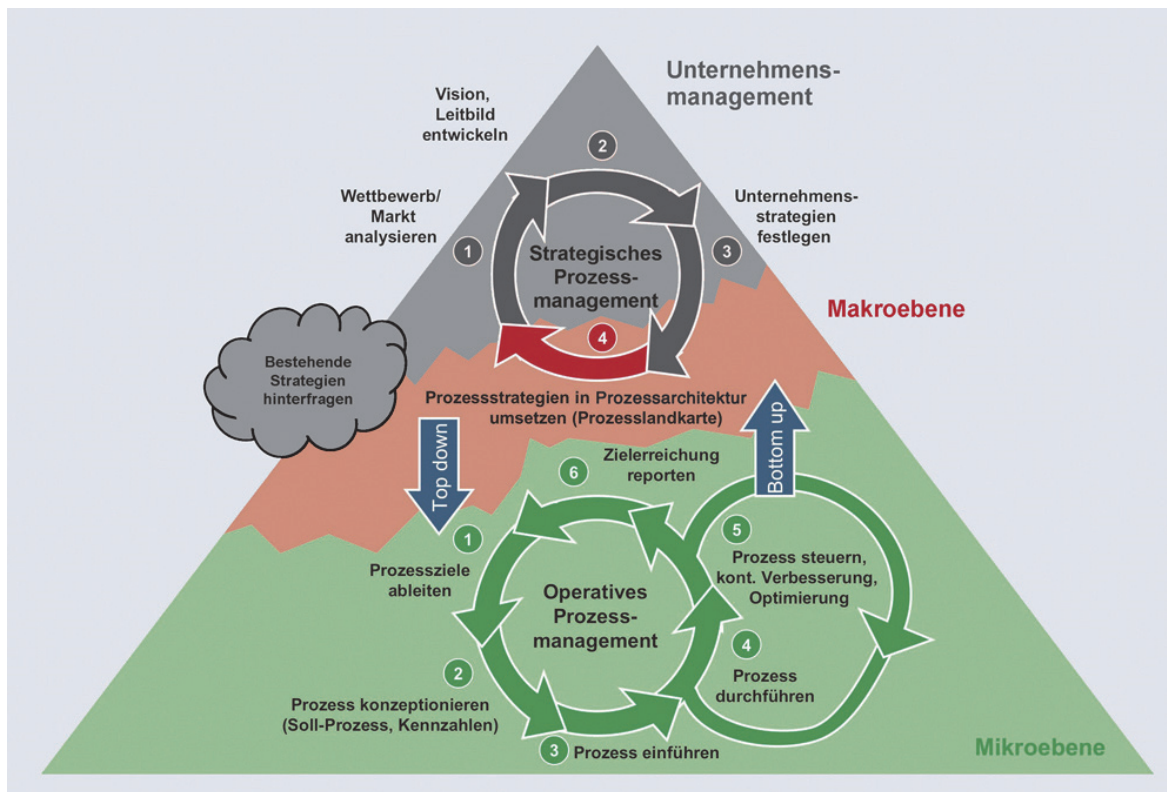 Unternehmens-
management
Vision,
Leitbild
entwickeln
2
Wettbewerb/
Markt
analysieren
1
Unternehmens-
strategien
festlegen
3
Strategisches
Prozess-
management
Makroebene
4
Bestehende
Strategien
hinterfragen
Prozessstrategien in Prozessarchitektur
umsetzen (Prozesslandkarte)
Top down
Bottom up
6
Zielerreichung
reporten
1
Prozessziele
ableiten
5
Prozess steuern,
kont. Verbesserung,
Optimierung
Operatives
Prozess-
management
4
Prozess
durchführen
2
Prozess konzeptionieren
(Soll-Prozess, Kennzahlen)
3
Prozess einführen
Mikroebene